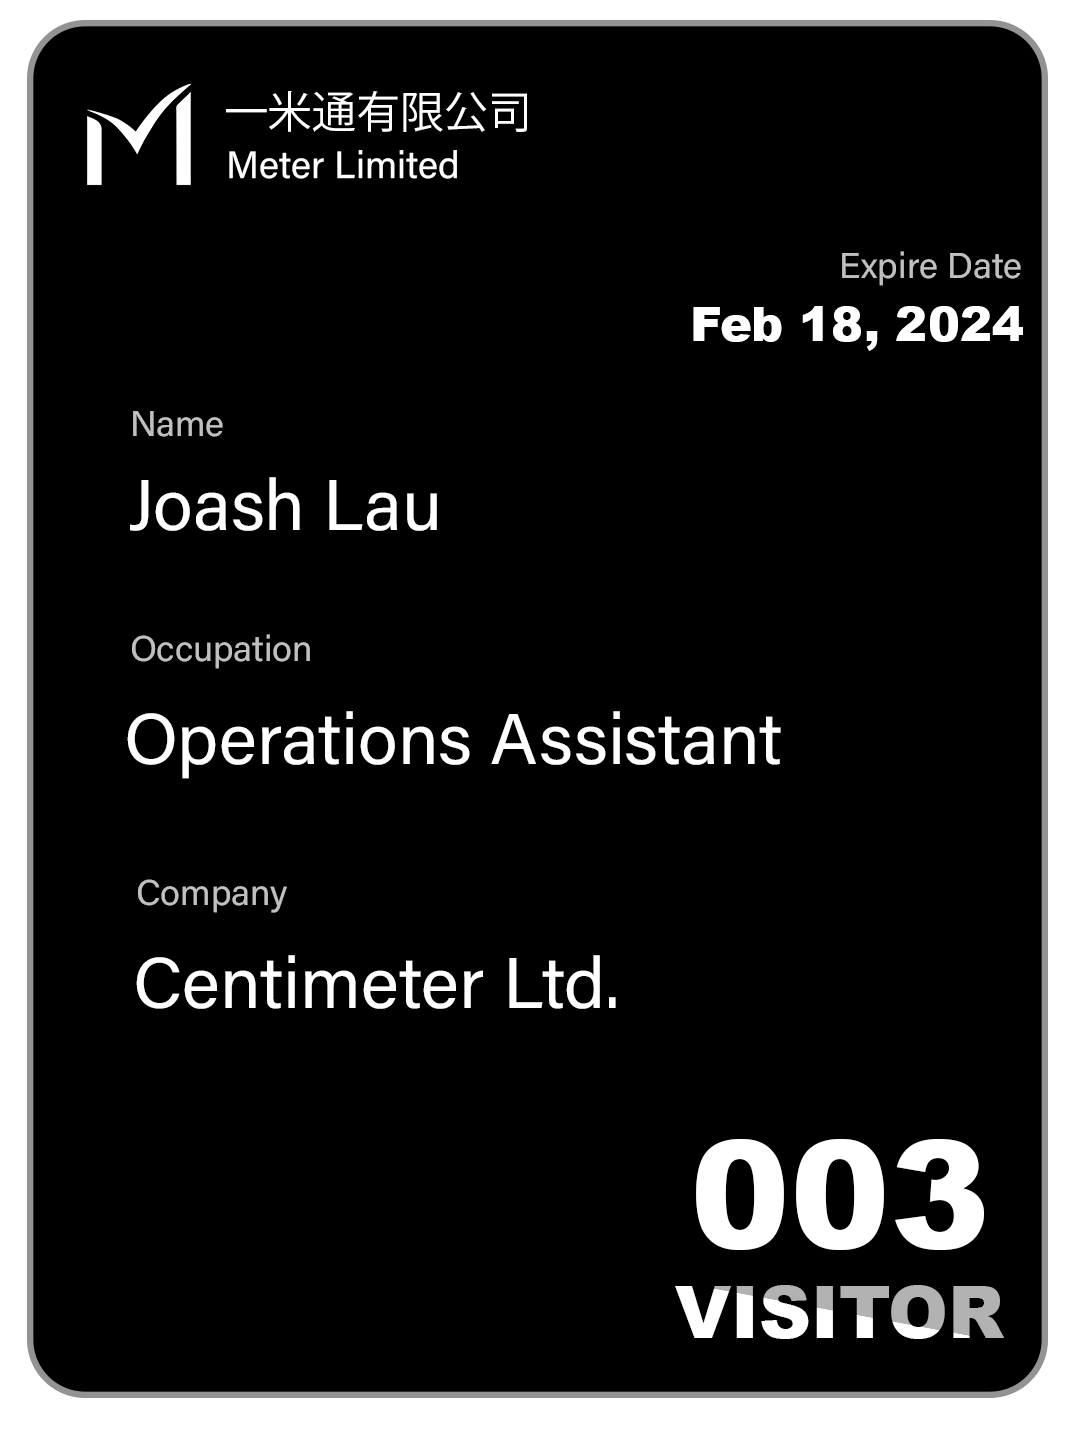 一米通有限公司
Meter Limited
Expire Date
Feb 18, 2024
Name
Joash Lau
Occupation
Operations Assistant
Company
Centimeter Ltd.
003
VISITOR